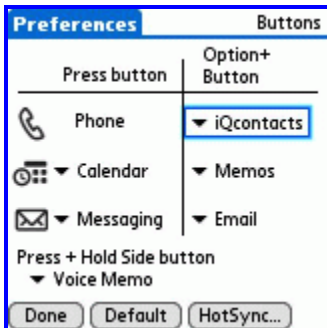 Preferences Buttons
Option+
Press button Button
Phone iQcontacts
Calendar Memos
Messaging Email
Press + Hold Side button
Voice Memo
Done Default HotSync...